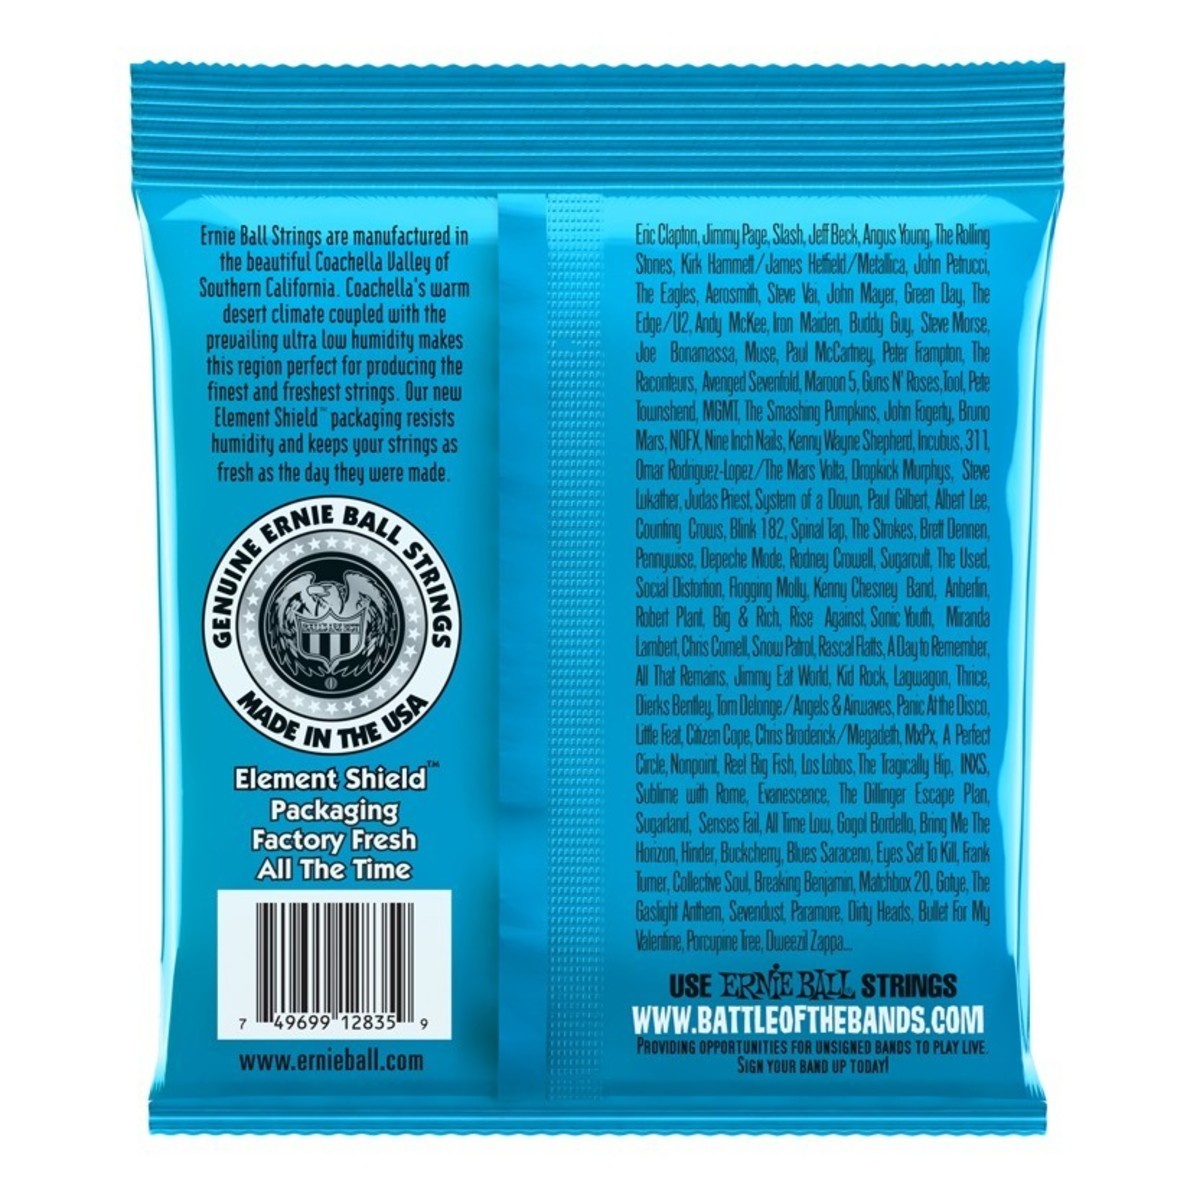 Ernie Ball Strings are manufactured in
the beautiful Coachella Valley of
Southern California. Coachella's warm
desert climate coupled with the
prevailing ultra low humidity makes
this region perfect for producing the
finest and freshest strings. Our new
Element Shield™ packaging resists
humidity and keeps your strings as
fresh as the day they were made.
GENUINE ERNIE BALL STRINGS
MADE IN THE USA
Element Shield™
Packaging
Factory Fresh
All The Time
7 49699 12835 9
www.ernieball.com
Eric Clapton, Jimmy Page, Slash, Jeff Beck, Angus Young, The Rolling
Stones, Kirk Hammett/James Hetfield/Metallica, John Petrucci,
The Eagles, Aerosmith, Steve Vai, John Mayer, Green Day, The
Edge/U2, Andy McKee, Iron Maiden, Buddy Guy, Steve Morse,
Joe Bonamassa, Muse, Paul McCartney, Peter Frampton, The
Raconteurs, Avenged Sevenfold, Maroon 5, Guns N' Roses, Tool, Pete
Townshend, MGMT, The Smashing Pumpkins, John Fogerty, Bruno
Mars, NOFX, Nine Inch Nails, Kenny Wayne Shepherd, Incubus, 311,
Omar Rodriguez-Lopez/The Mars Volta, Dropkick Murphys, Steve
Lukather, Judas Priest, System of a Down, Paul Gilbert, Albert Lee,
Counting Crows, Blink 182, Spinal Tap, The Strokes, Brett Dennen,
Pennywise, Depeche Mode, Rodney Crowell, Sugarcult, The Used,
Social Distortion, Flogging Molly, Kenny Chesney Band, Anberlin,
Robert Plant, Big & Rich, Rise Against, Sonic Youth, Miranda
Lambert, Chris Cornell, Snow Patrol, Rascal Flatts, A Day to Remember,
All That Remains, Jimmy Eat World, Kid Rock, Lagwagon, Thrice,
Dierks Bentley, Tom Delonge/Angels & Airwaves, Panic At the Disco,
Little Feat, Citizen Cope, Chris Broderick/Megadeth, MxPx, A Perfect
Circle, Nonpoint, Reel Big Fish, Los Lobos, The Tragically Hip, INXS,
Sublime with Rome, Evanescence, The Dillinger Escape Plan,
Sugarland, Senses Fail, All Time Low, Gogol Bordello, Bring Me The
Horizon, Hinder, Buckcherry, Blues Saraceno, Eyes Set To Kill, Frank
Turner, Collective Soul, Breaking Benjamin, Matchbox 20, Gotye, The
Gaslight Anthem, Sevendust, Paramore, Dirty Heads, Bullet For My
Valentine, Porcupine Tree, Dweezil Zappa...
USE ERNIE BALL STRINGS
WWW.BATTLEOFTHEBANDS.COM
PROVIDING OPPORTUNITIES FOR UNSIGNED BANDS TO PLAY LIVE.
SIGN YOUR BAND UP TODAY!